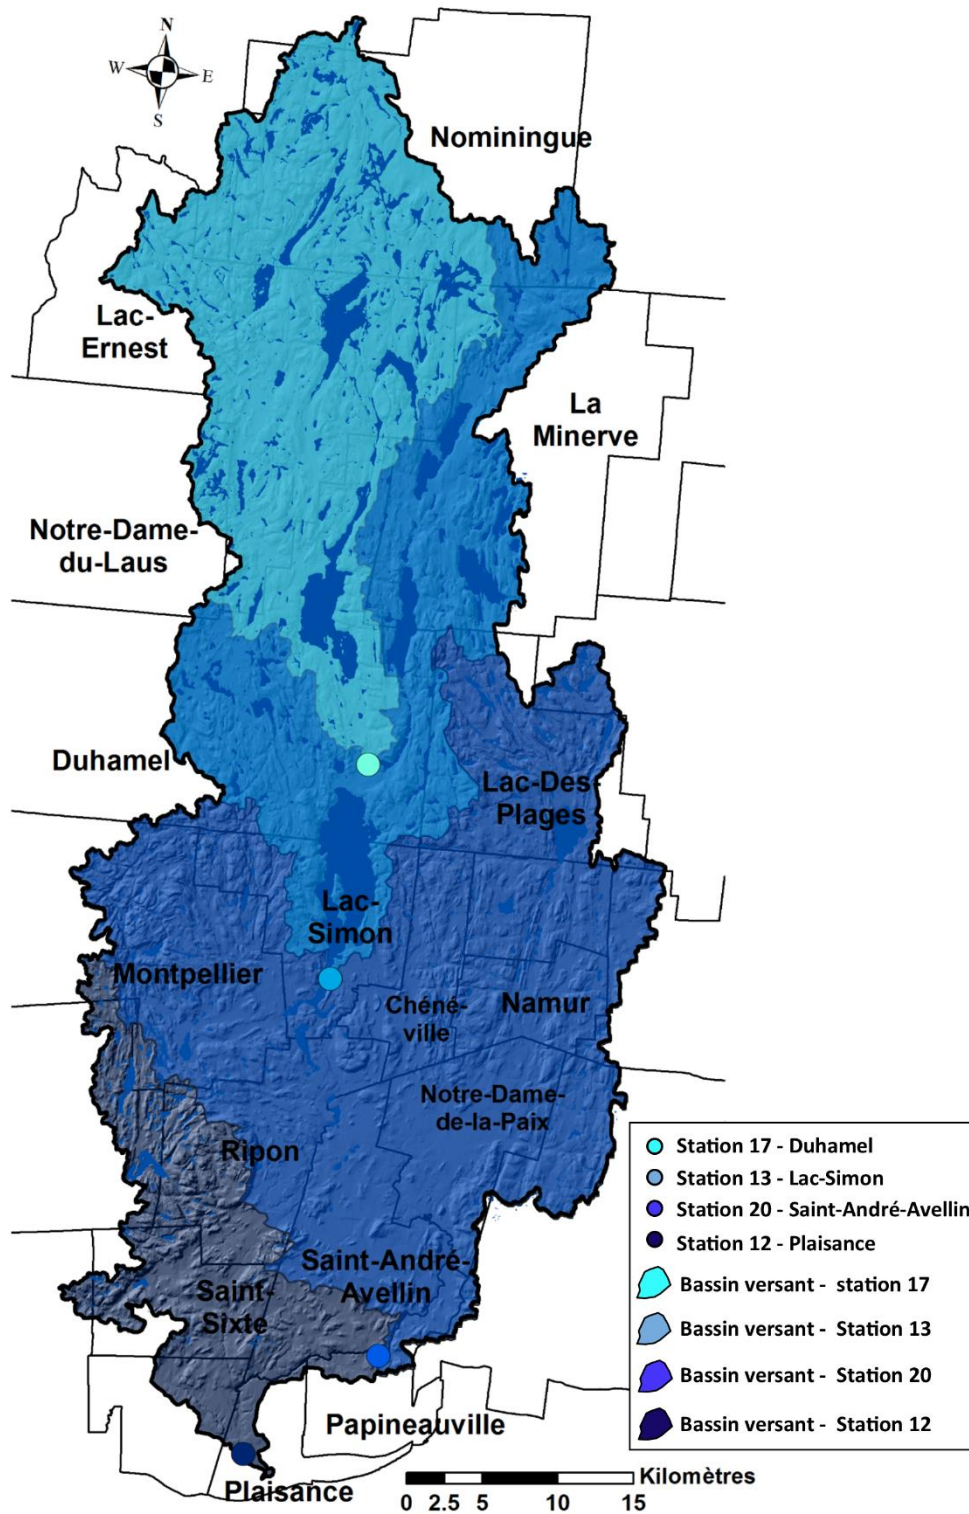 N
W
E
S
Nominingue
Lac-
Ernest
La
Minerve
Notre-Dame-
du-Laus
Duhamel
Lac-Des-
Plages
Lac-
Simon
Montpellier
Chéné-
ville
Namur
Notre-Dame-
de-la-Paix
Ripon
Saint-André-
Avellin
Saint-
Sixte
Papineauville
Plaisance
Station 17 - Duhamel
Station 13 - Lac-Simon
Station 20 - Saint-André-Avellin
Station 12 - Plaisance
Bassin versant - station 17
Bassin versant - Station 13
Bassin versant - Station 20
Bassin versant - Station 12
Kilomètres
0 2.5 5 10 15